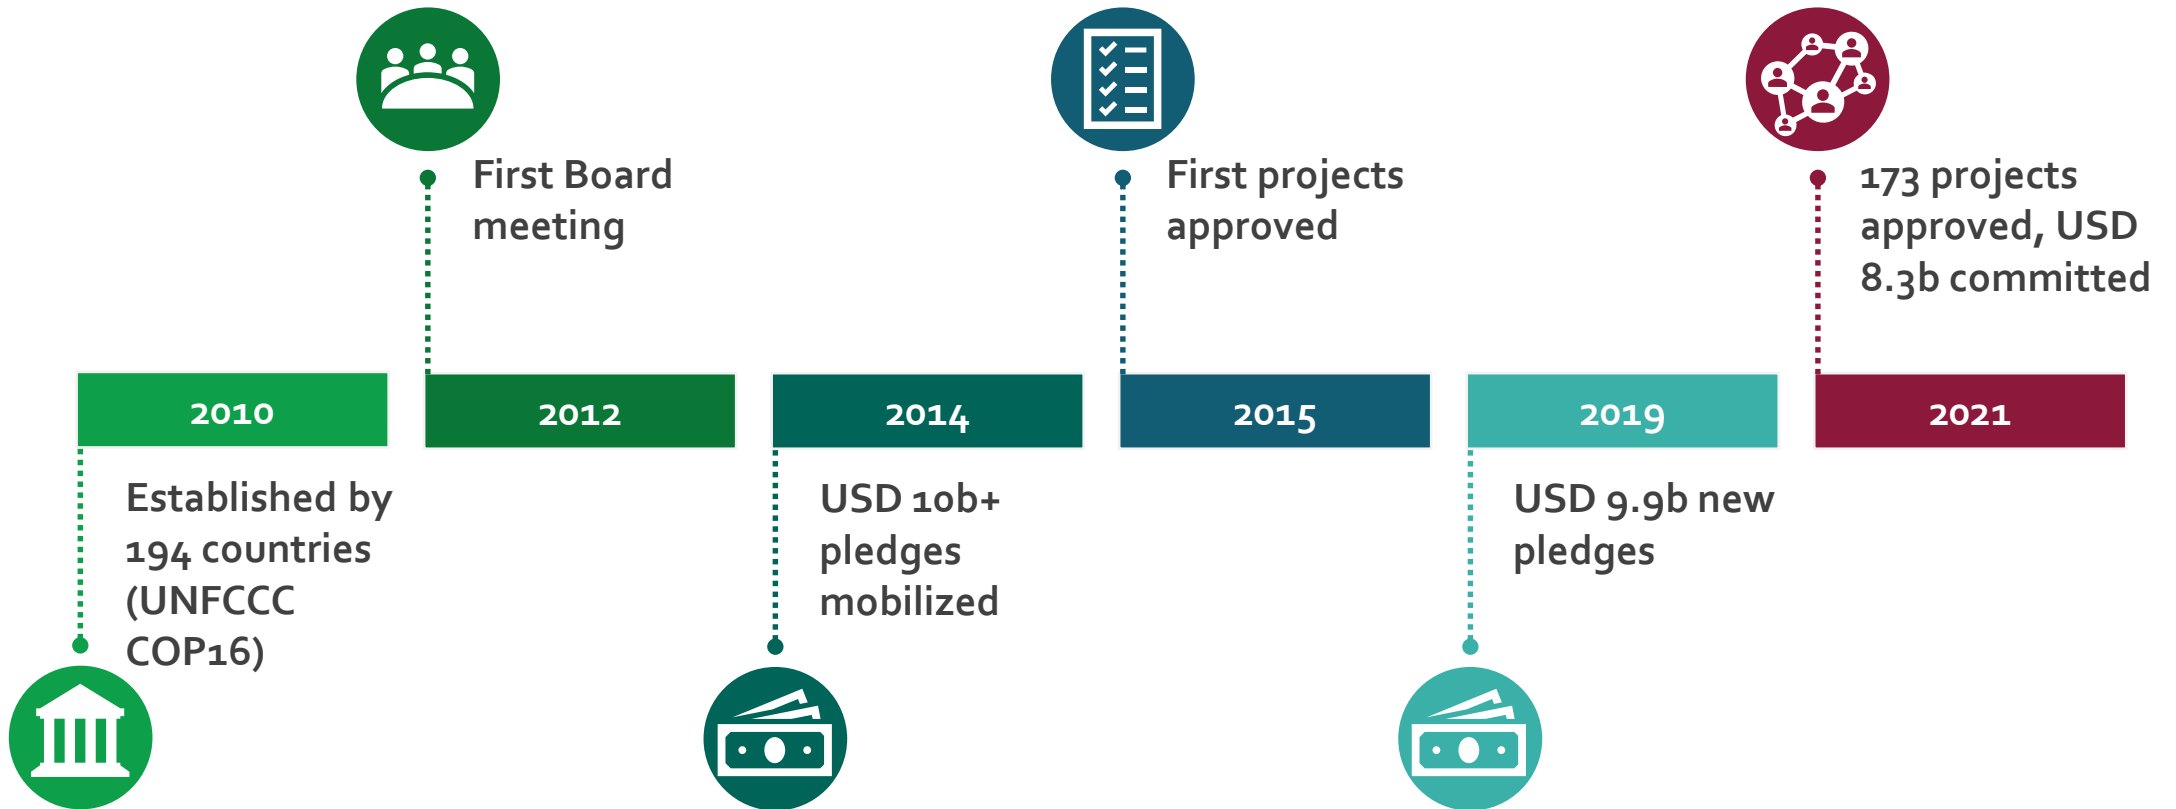 First Board
meeting
First projects
approved
173 projects
approved, USD
8.3b committed
2010
2012
2014
2015
2019
2021
Established by
194 countries
(UNFCCC
COP16)
USD 10b+
pledges
mobilized
USD 9.9b new
pledges